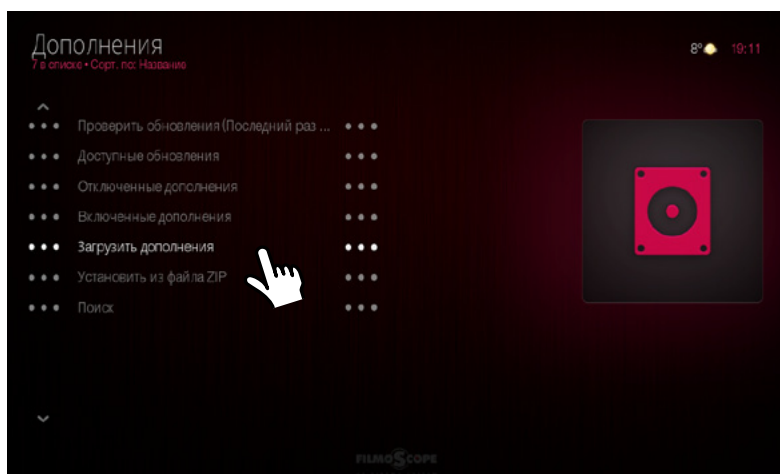 Дополнения
7 в списке • Сорт. по: Название
8° 19:11
Проверить обновления (Последний раз ...
Доступные обновления
Отключенные дополнения
Включенные дополнения
Загрузить дополнения
Установить из файла ZIP
Поиск
FILMOSCOPE